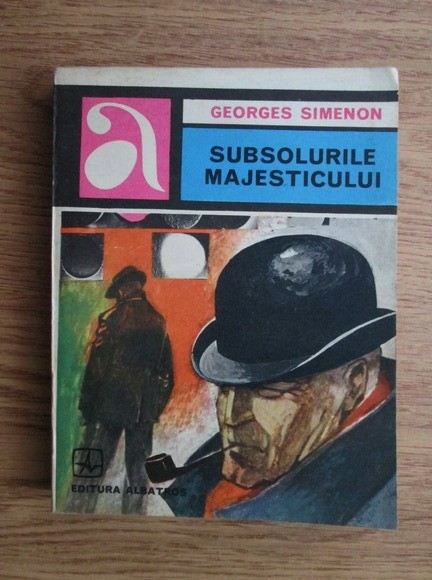 a
GEORGES SIMENON
SUBSOLURILE
MAJESTICULUI
EDITURA ALBATROS